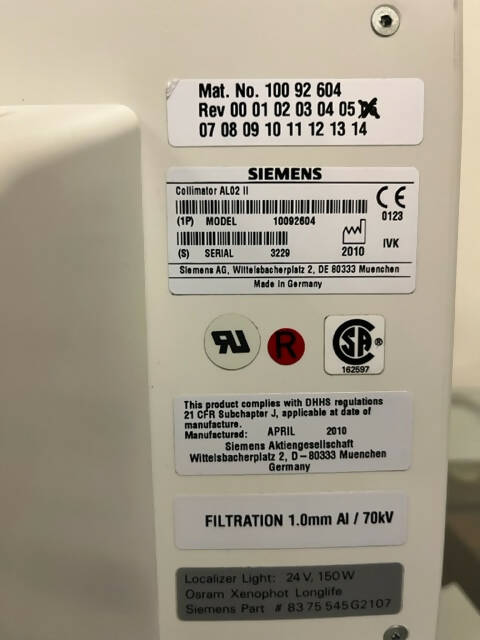 Mat. No. 100 92 604
Rev 00 01 02 03 04 05
07 08 09 10 11 12 13 14
SIEMENS
Collimator AL02 II
(1P) MODEL 10092604
(S) SERIAL 3229
CE
0123
2010
IVK
Siemens AG, Wittelsbacherplatz 2, DE 80333 Muenchen
Made in Germany
RU
R
SA ®
162597
This product complies with DHHS regulations
21 CFR Subchapter J, applicable at date of
manufacture.
Manufactured: APRIL 2010
Siemens Aktiengesellschaft
Wittelsbacherplatz 2, D-80333 Muenchen
Germany
FILTRATION 1.0mm Al / 70kV
Localizer Light: 24V, 150W
Osram Xenophot Longlife
Siemens Part # 83 75 545 G2107